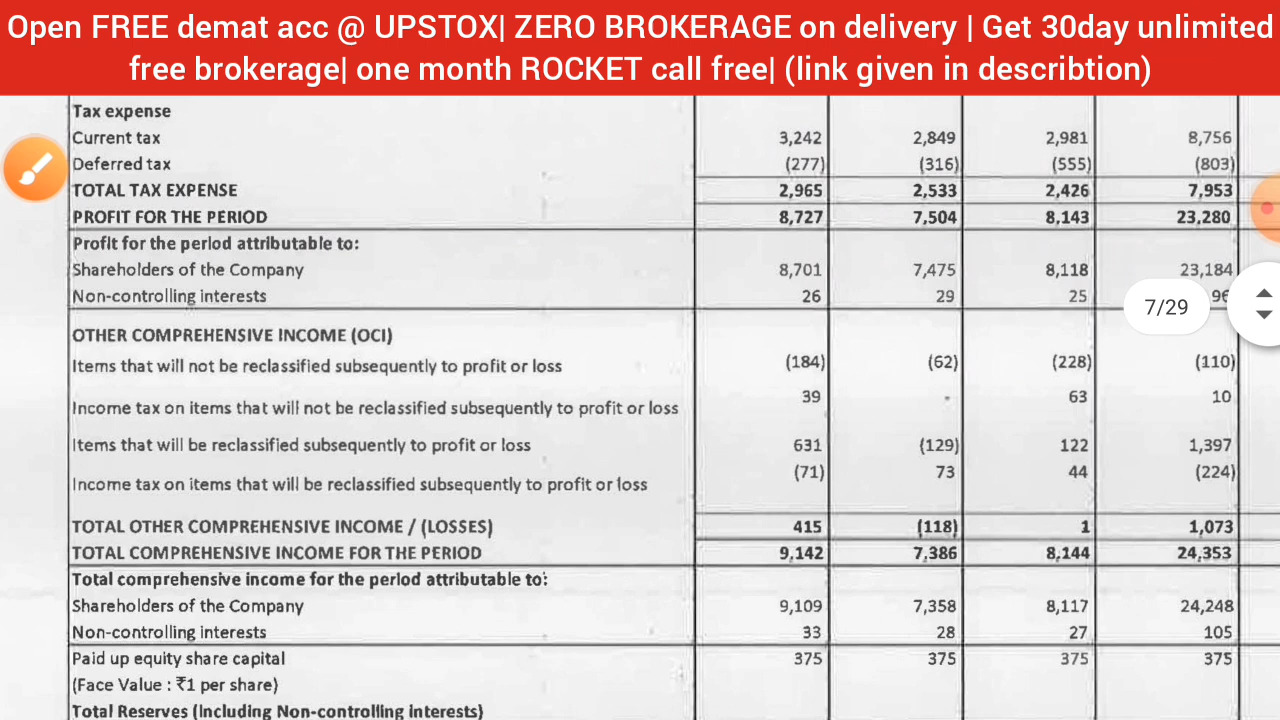 Open FREE demat acc @ UPSTOX| ZERO BROKERAGE on delivery | Get 30day unlimited
free brokerage| one month ROCKET call free| (link given in describtion)
Tax expense
Current tax 3,242 2,849 2,981 8,756
Deferred tax (277) (316) (555) (803)
TOTAL TAX EXPENSE 2,965 2,533 2,426 7,953
PROFIT FOR THE PERIOD 8,727 7,504 8,143 23,280
Profit for the period attributable to:
Shareholders of the Company 8,701 7,475 8,118 23,184
Non-controlling interests 26 29 25 96
7/29
OTHER COMPREHENSIVE INCOME (OCI)
Items that will not be reclassified subsequently to profit or loss (184) (62) (228) (110)
Income tax on items that will not be reclassified subsequently to profit or loss 39 - 63 10
Items that will be reclassified subsequently to profit or loss 631 (129) 122 1,397
Income tax on items that will be reclassified subsequently to profit or loss (71) 73 44 (224)
TOTAL OTHER COMPREHENSIVE INCOME / (LOSSES) 415 (118) 1 1,073
TOTAL COMPREHENSIVE INCOME FOR THE PERIOD 9,142 7,386 8,144 24,353
Total comprehensive income for the period attributable to:
Shareholders of the Company 9,109 7,358 8,117 24,248
Non-controlling interests 33 28 27 105
Paid up equity share capital 375 375 375 375
(Face Value : ₹1 per share)
Total Reserves (Including Non-controlling interests)